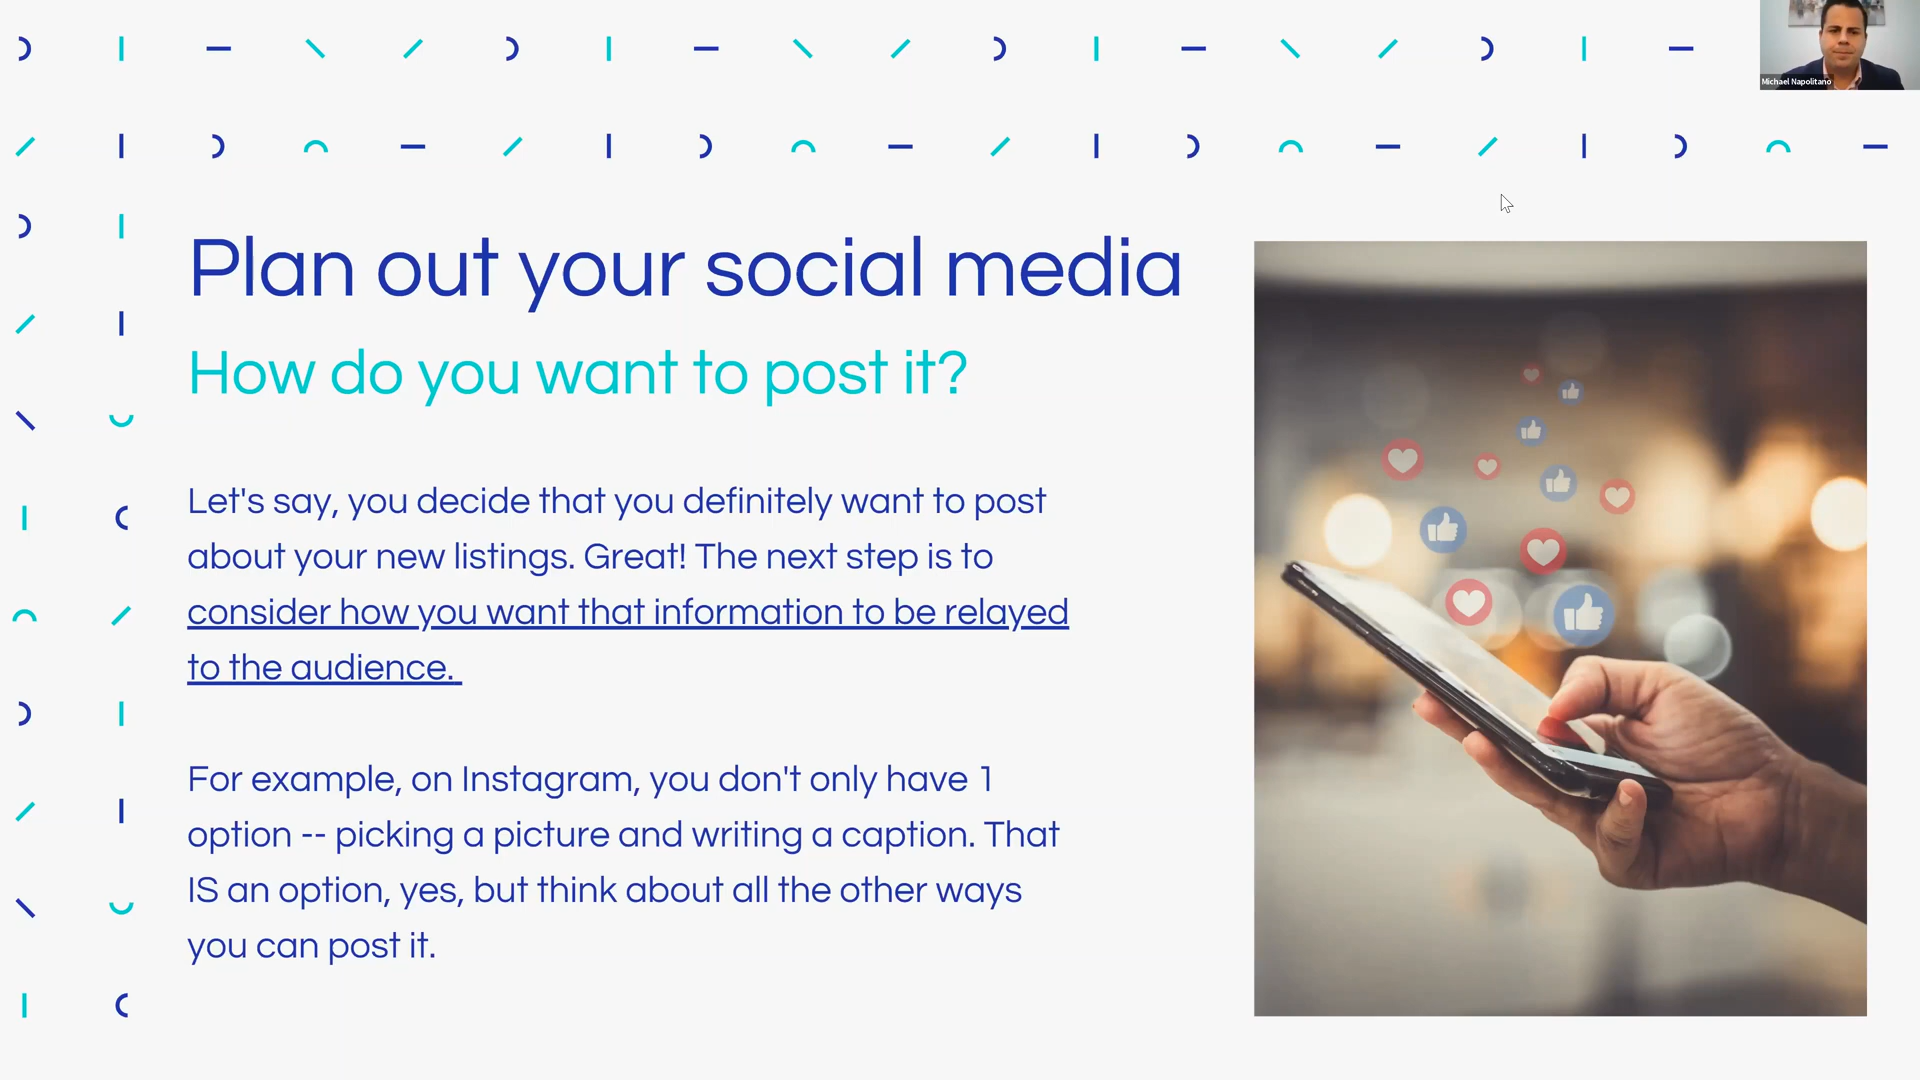 Michael Napolitano
Plan out your social media
How do you want to post it?
Let's say, you decide that you definitely want to post
about your new listings. Great! The next step is to
consider how you want that information to be relayed
to the audience.
For example, on Instagram, you don't only have 1
option -- picking a picture and writing a caption. That
IS an option, yes, but think about all the other ways
you can post it.